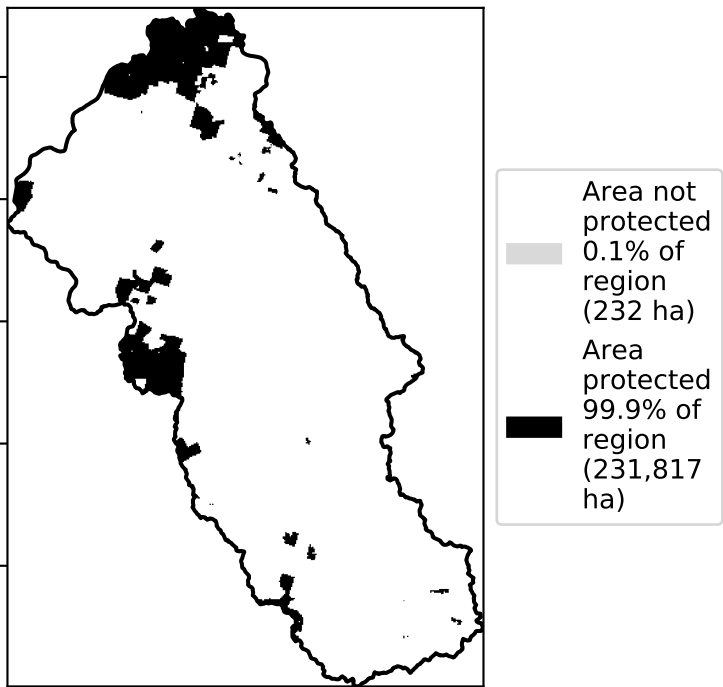 Area not
protected
0.1% of
region
(232 ha)
Area
protected
99.9% of
region
(231,817
ha)